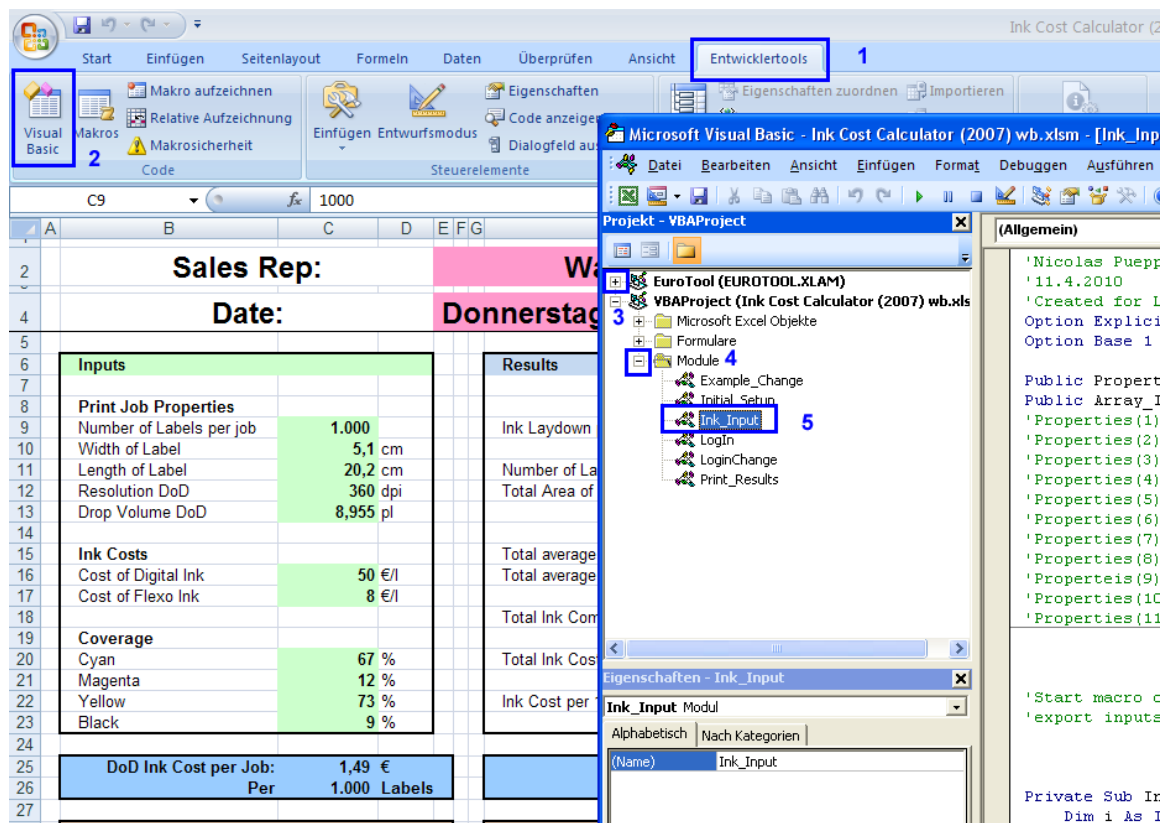 Ink Cost Calculator (2
Start Einfügen Seitenlayout Formeln Daten Überprüfen Ansicht Entwicklertools 1
Visual Basic
Makros
2
Makro aufzeichnen
Relative Aufzeichnung
Makrosicherheit
Code
Einfügen Entwurfsmodus
Eigenschaften
Code anzeigen
Dialogfeld aus
Steuerelemente
Eigenschaften zuordnen Importieren
C9 fx 1000
A B C D E F G
2 Sales Rep: Wa
4 Date: Donnerstag
5
6 Inputs Results
7
8 Print Job Properties
9 Number of Labels per job 1.000 Ink Laydown
10 Width of Label 5,1 cm
11 Length of Label 20,2 cm Number of La
12 Resolution DoD 360 dpi Total Area of
13 Drop Volume DoD 8,955 pl
14
15 Ink Costs Total average
16 Cost of Digital Ink 50 €/l Total average
17 Cost of Flexo Ink 8 €/l
18 Total Ink Com
19 Coverage
20 Cyan 67 % Total Ink Cos
21 Magenta 12 %
22 Yellow 73 % Ink Cost per
23 Black 9 %
24
25 DoD Ink Cost per Job: 1,49 €
26 Per 1.000 Labels
27
Microsoft Visual Basic - Ink Cost Calculator (2007) wb.xlsm - [Ink_Inp
Datei Bearbeiten Ansicht Einfügen Format Debuggen Ausführen
Projekt - VBAProject
EuroTool (EUROTOOL.XLAM)
VBAProject (Ink Cost Calculator (2007) wb.xls
3 Microsoft Excel Objekte
Formulare
Module 4
Example_Change
Initial_Setup
Ink_Input 5
LogIn
LoginChange
Print_Results
Eigenschaften - Ink_Input
Ink_Input Modul
Alphabetisch Nach Kategorien
(Name) Ink_Input
(Allgemein)
'Nicolas Puepp
'11.4.2010
'Created for L
Option Explici
Option Base 1
Public Propert
Public Array_I
'Properties(1)
'Properties(2)
'Properties(3)
'Properties(4)
'Properties(5)
'Properties(6)
'Properties(7)
'Properties(8)
'Properteis(9)
'Properties(10
'Properties(11
'Start macro o
'export inputs
Private Sub In
Dim i As I